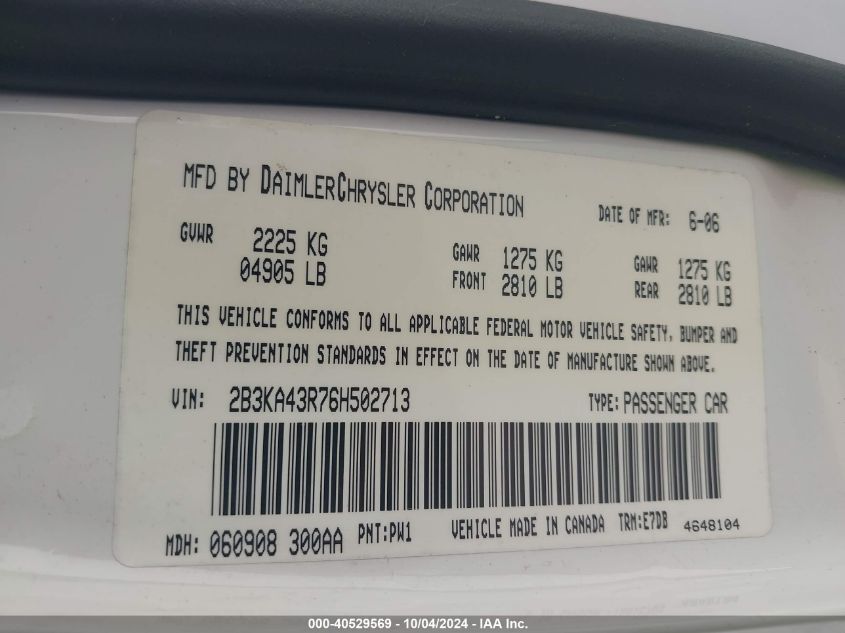 MFD BY DAIMLERCHRYSLER CORPORATION DATE OF MFR: 6-06
GVWR 2225 KG GAWR 1275 KG GAWR 1275 KG
04905 LB FRONT 2810 LB REAR 2810 LB
THIS VEHICLE CONFORMS TO ALL APPLICABLE FEDERAL MOTOR VEHICLE SAFETY, BUMPER AND
THEFT PREVENTION STANDARDS IN EFFECT ON THE DATE OF MANUFACTURE SHOWN ABOVE.
VIN: 2B3KA43R76H502713 TYPE: PASSENGER CAR
MDH: 060908 300AA PNT: PW1 VEHICLE MADE IN CANADA TRM: E7DB 4648104
000-40529569 - 10/04/2024 - IAA Inc.